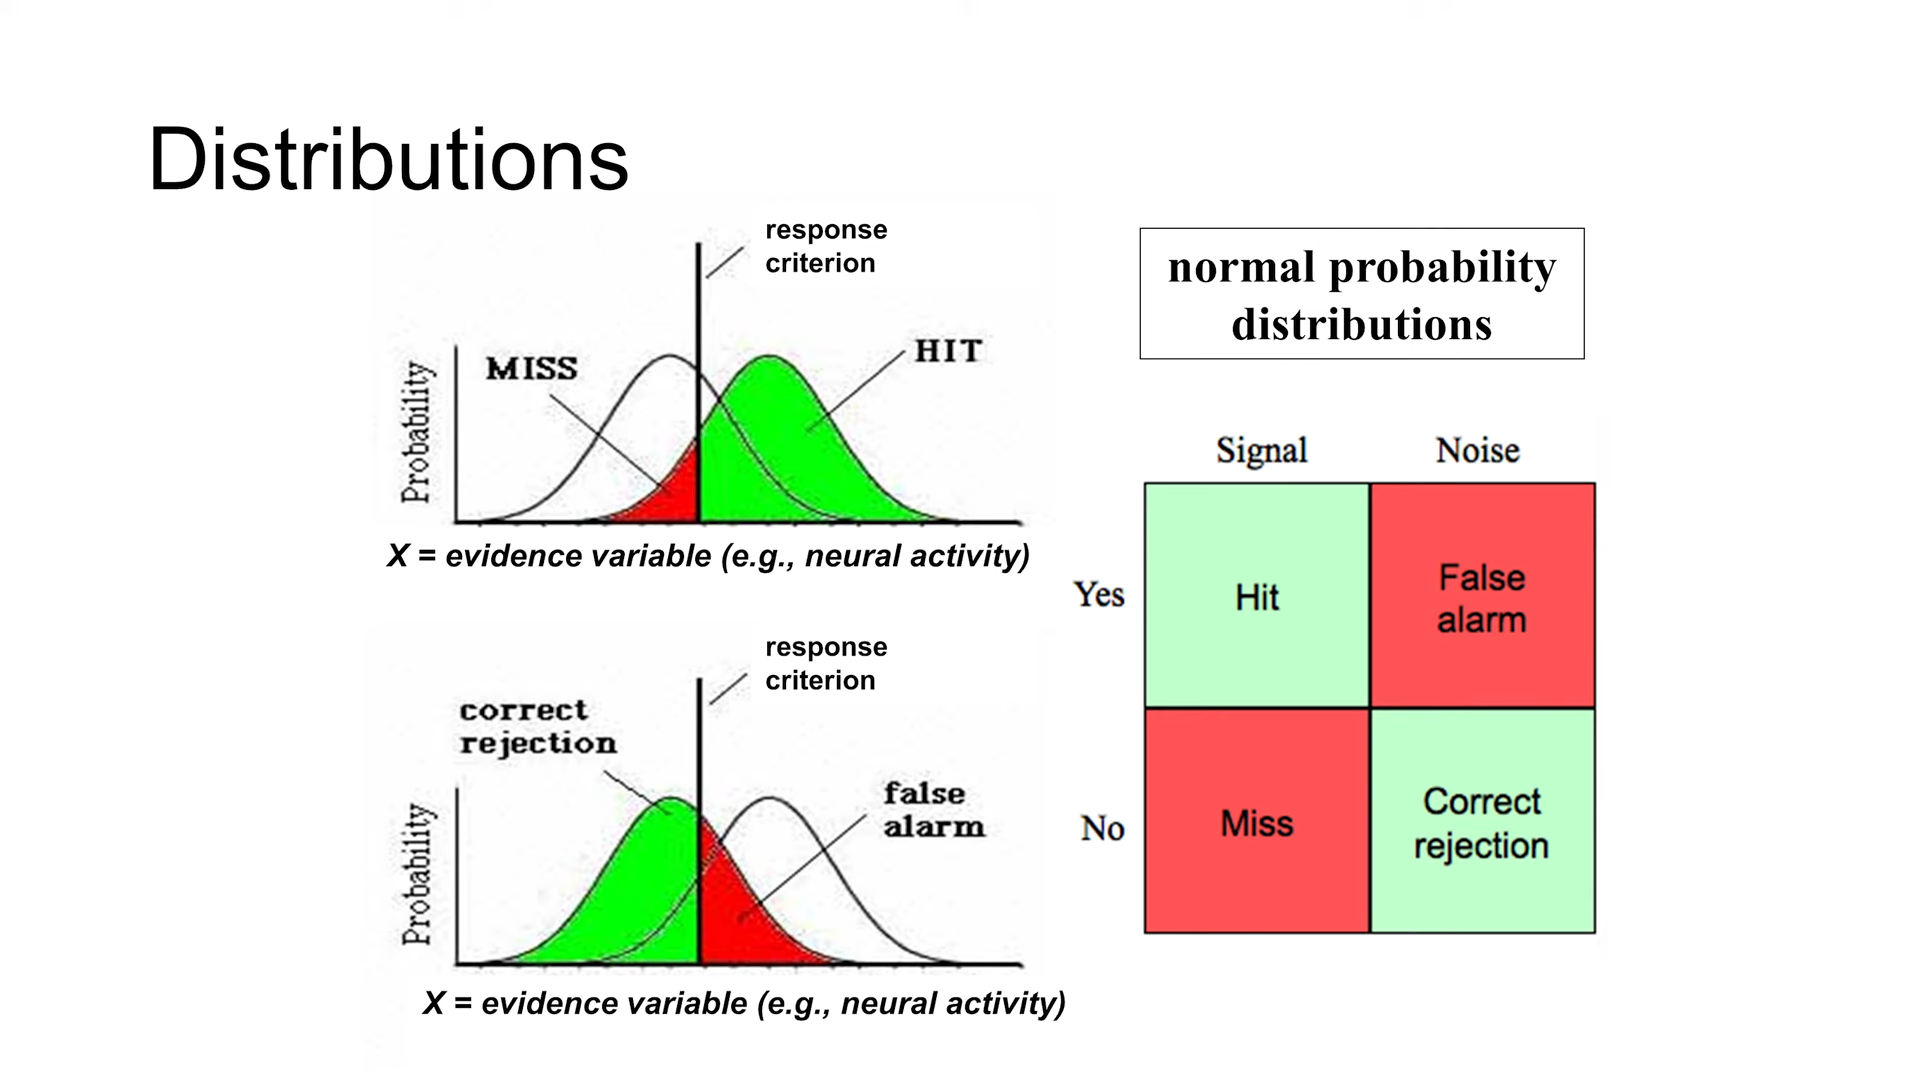 Distributions
response
criterion
MISS
HIT
Probability
X = evidence variable (e.g., neural activity)
response
criterion
correct
rejection
false
alarm
Probability
X = evidence variable (e.g., neural activity)
normal probability
distributions
Signal
Noise
Yes
Hit
False
alarm
No
Miss
Correct
rejection